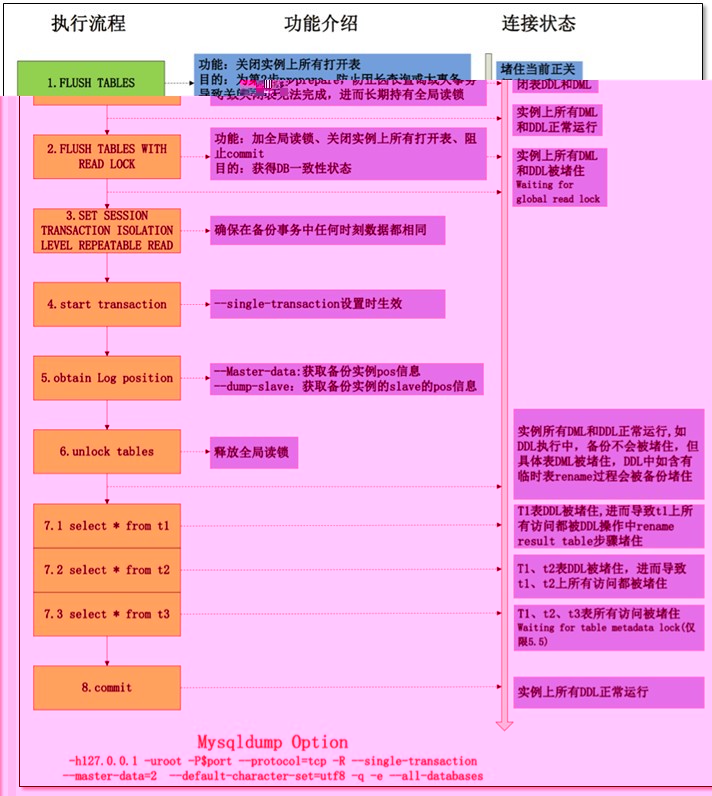 执行流程
功能介绍
连接状态
1.FLUSH TABLES
功能：关闭实例上所有打开表
目的：为第2步做prepare，防止因长查询或大事务
导致关闭表无法完成，进而长期持有全局读锁
堵住当前正关
闭表DDL和DML
实例上所有DML
和DDL正常运行
2.FLUSH TABLES WITH
READ LOCK
功能：加全局读锁、关闭实例上所有打开表、阻
止commit
目的：获得DB一致性状态
实例上所有DML
和DDL被堵住
Waiting for
global read lock
3.SET SESSION
TRANSACTION ISOLATION
LEVEL REPEATABLE READ
确保在备份事务中任何时刻数据都相同
4.start transaction
--single-transaction设置时生效
5.obtain Log position
--Master-data:获取备份实例pos信息
--dump-slave：获取备份实例的slave的pos信息
6.unlock tables
释放全局读锁
实例所有DML和DDL正常运行,如
DDL执行中，备份不会被堵住，但
具体表DML被堵住，DDL中如含有
临时表rename过程会被备份堵住
7.1 select * from t1
T1表DDL被堵住,进而导致t1上所
有访问都被DDL操作中rename
result table步骤堵住
7.2 select * from t2
T1、t2表DDL被堵住，进而导致
t1、t2上所有访问都被堵住
7.3 select * from t3
T1、t2、t3表所有访问被堵住
Waiting for table metadata lock(仅
限5.5)
8.commit
实例上所有DDL正常运行
Mysqldump Option
-h127.0.0.1 -uroot -P$port --protocol=tcp -R --single-transaction
--master-data=2 --default-character-set=utf8 -q -e --all-databases